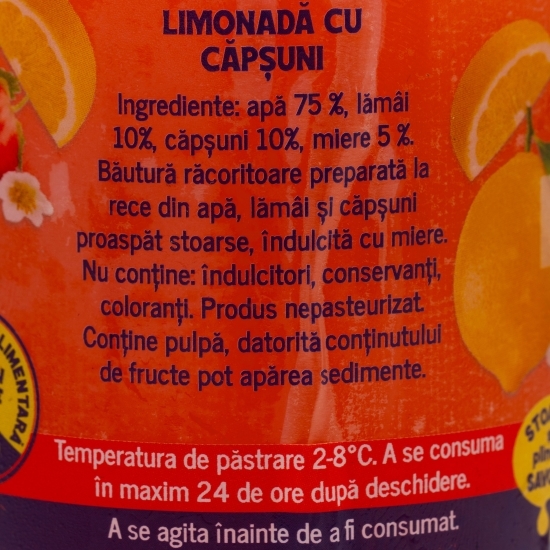 LIMONADĂ CU
CĂPȘUNI
Ingrediente: apă 75 %, lămâi
10%, căpșuni 10%, miere 5 %.
Băutură răcoritoare preparată la
rece din apă, lămâi și căpșuni
proaspăt stoarse, îndulcită cu miere.
Nu conține: îndulcitori, conservanți,
coloranți. Produs nepasteurizat.
Conține pulpă, datorită conținutului
de fructe pot apărea sedimente.
Temperatura de păstrare 2-8°C. A se consuma
în maxim 24 de ore după deschidere.
A se agita înainte de a fi consumat.